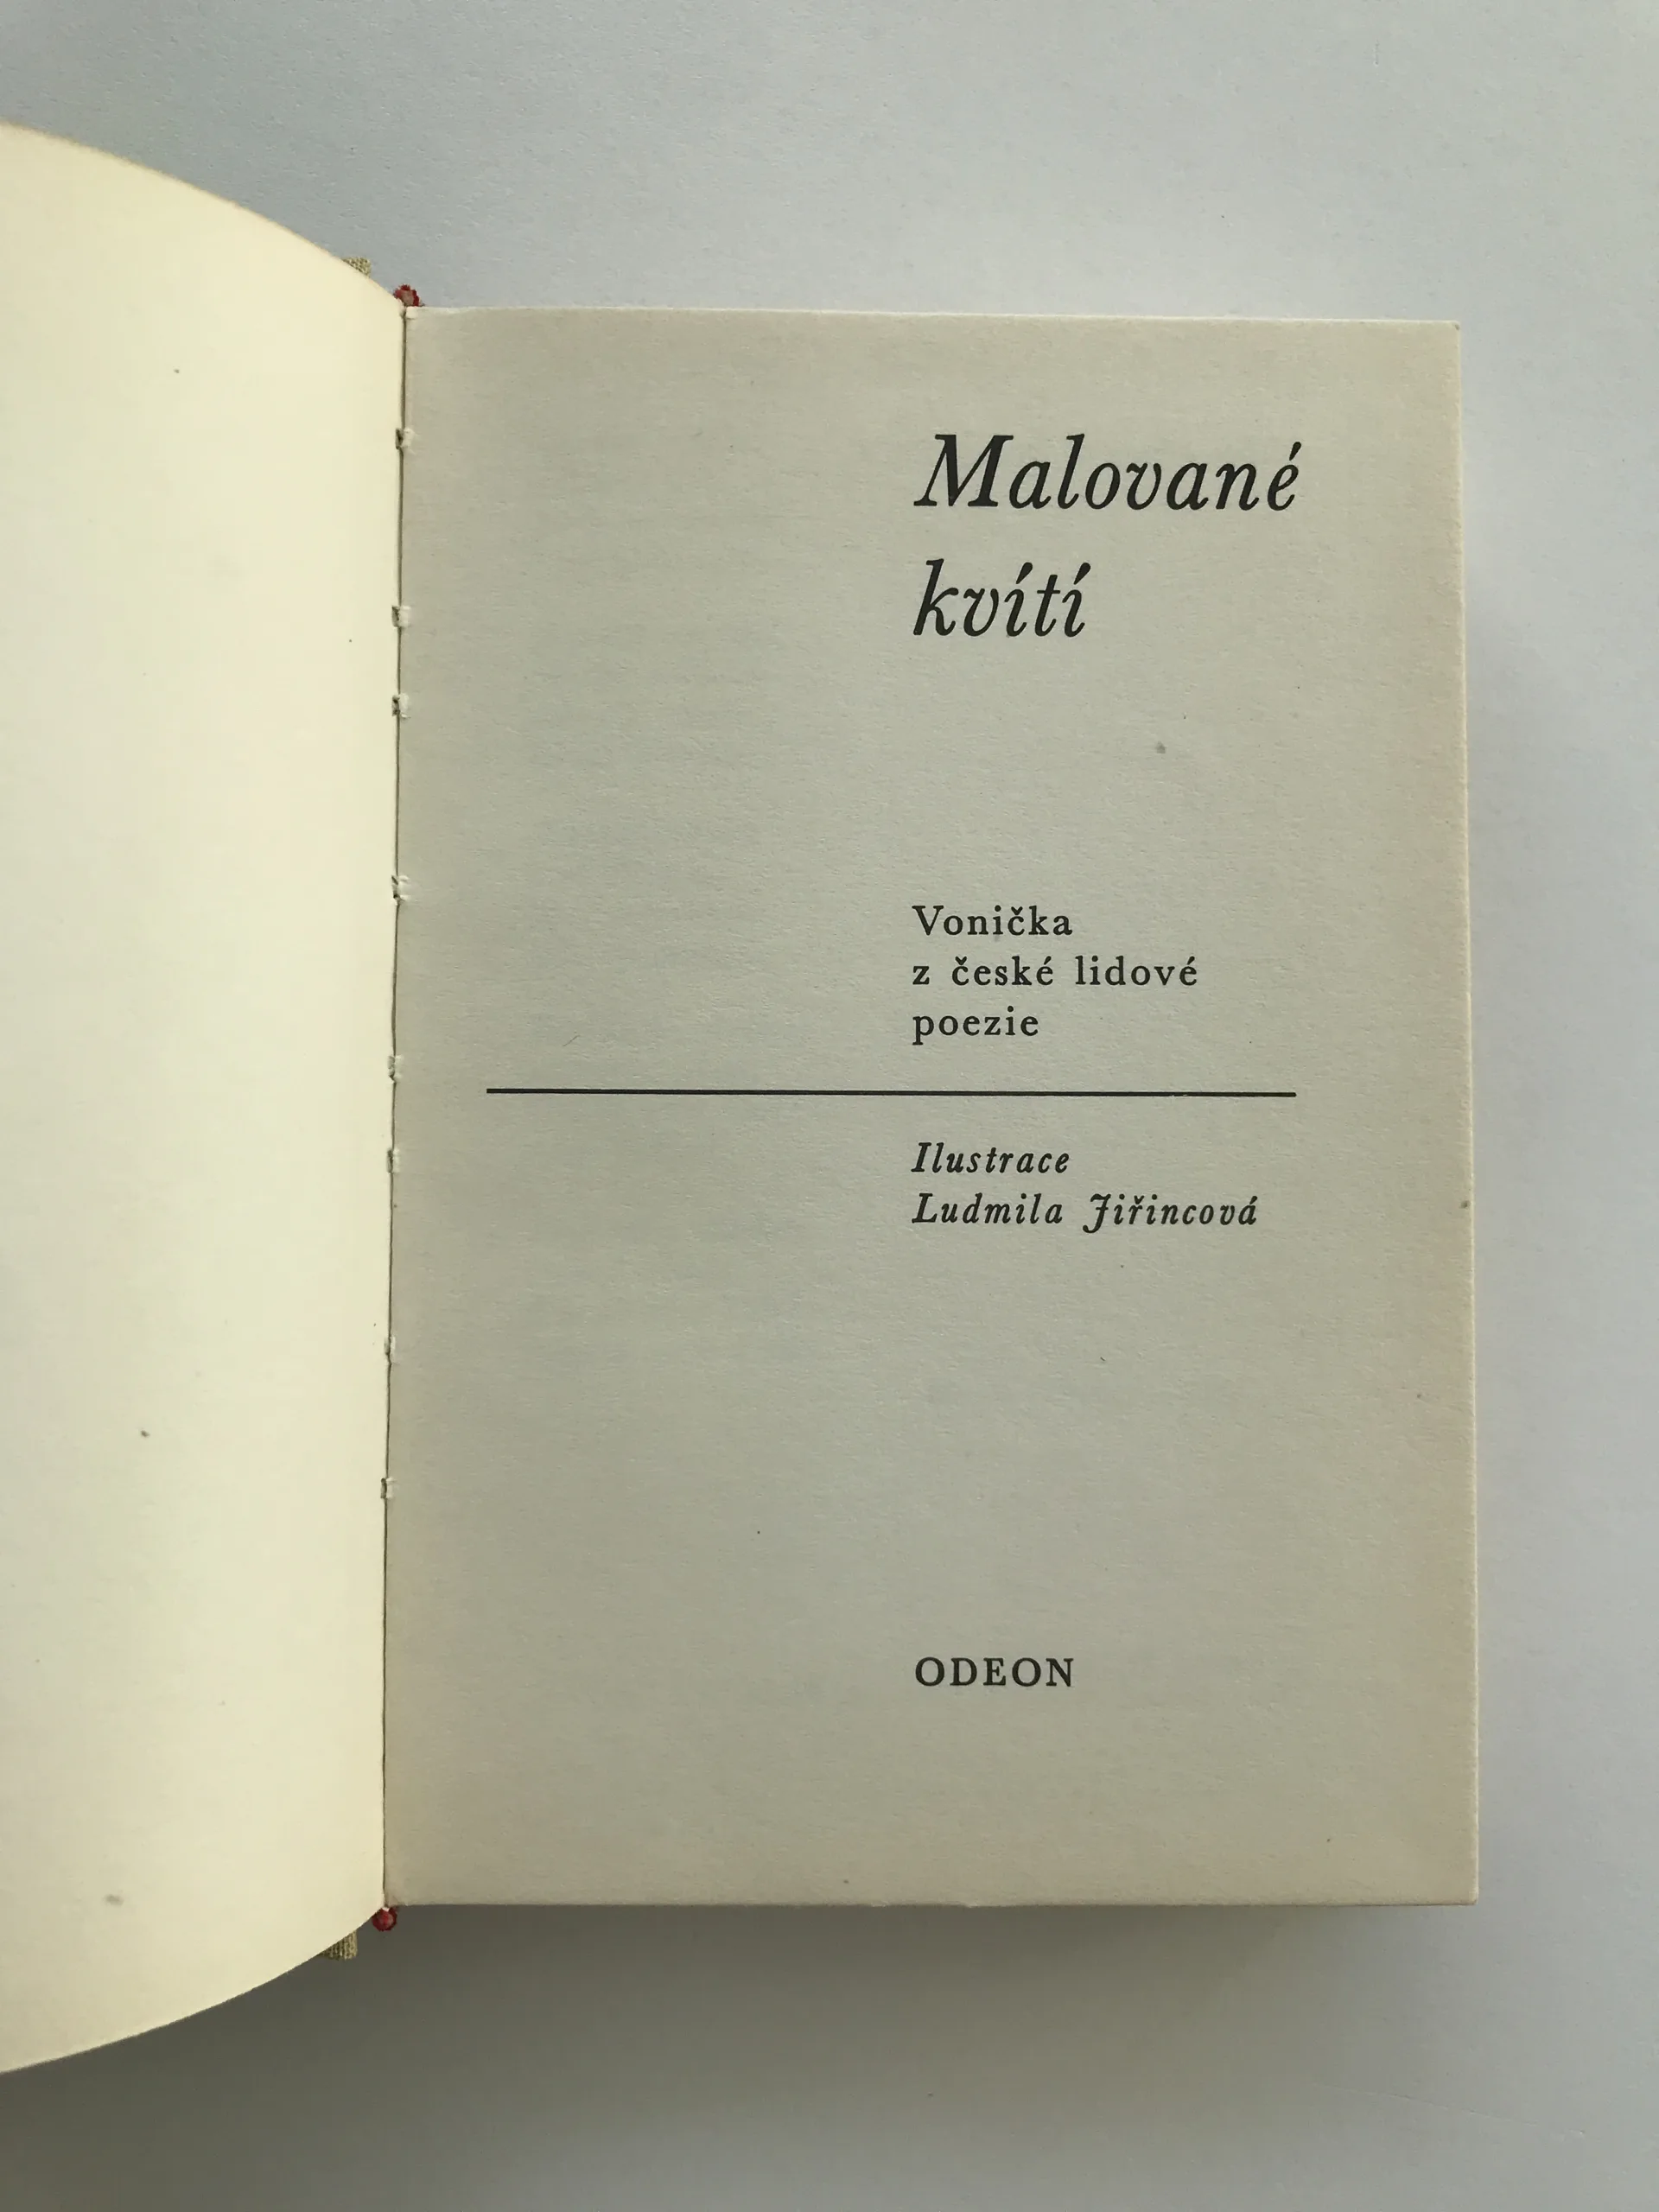 Malované
kvítí
Vonička
z české lidové
poezie
Ilustrace
Ludmila Jiřincová
ODEON